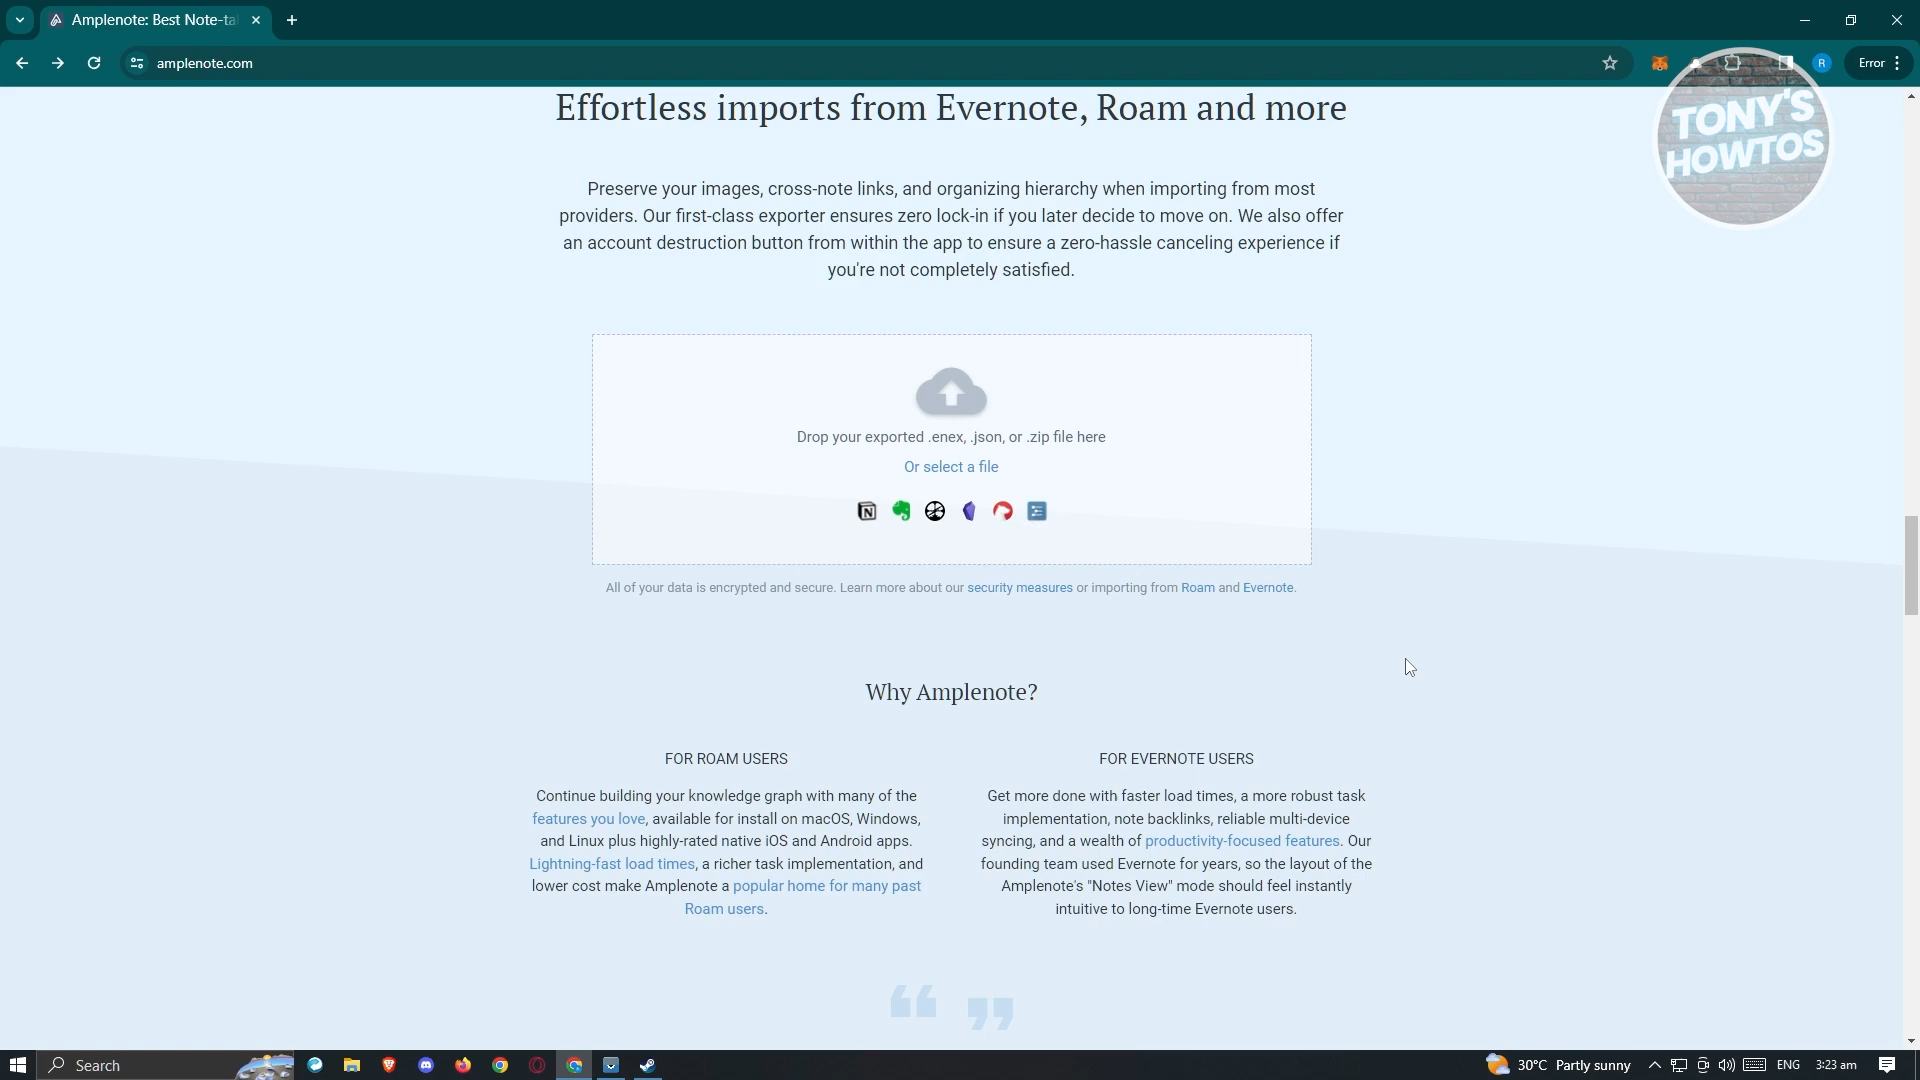 Amplenote: Best Note-ta
amplenote.com
R
Error
TONY'S
HOWTOS
Effortless imports from Evernote, Roam and more
Preserve your images, cross-note links, and organizing hierarchy when importing from most
providers. Our first-class exporter ensures zero lock-in if you later decide to move on. We also offer
an account destruction button from within the app to ensure a zero-hassle canceling experience if
you're not completely satisfied.
Drop your exported .enex, .json, or .zip file here
Or select a file
N
All of your data is encrypted and secure. Learn more about our security measures or importing from Roam and Evernote.
Why Amplenote?
FOR ROAM USERS
Continue building your knowledge graph with many of the
features you love, available for install on macOS, Windows,
and Linux plus highly-rated native iOS and Android apps.
Lightning-fast load times, a richer task implementation, and
lower cost make Amplenote a popular home for many past
Roam users.
FOR EVERNOTE USERS
Get more done with faster load times, a more robust task
implementation, note backlinks, reliable multi-device
syncing, and a wealth of productivity-focused features. Our
founding team used Evernote for years, so the layout of the
Amplenote's "Notes View" mode should feel instantly
intuitive to long-time Evernote users.
Search
30°C Partly sunny
ENG
3:23 am